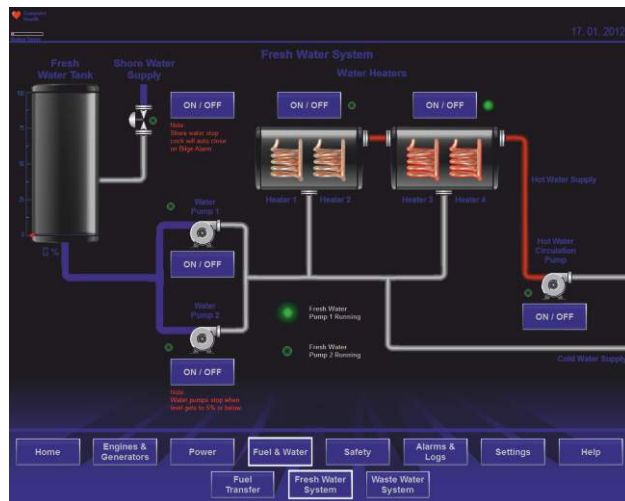 17. 01. 2012
Fresh Water System
Fresh
Water Tank
Shore Water
Supply
Water Heaters
ON / OFF
ON / OFF
ON / OFF
Note:
Shore water stop
cock will auto close
on Bilge Alarm.
100
75
50
25
0
0 %
Heater 1
Heater 2
Heater 3
Heater 4
Hot Water Supply
Water
Pump 1
ON / OFF
Hot Water
Circulation
Pump
ON / OFF
Water
Pump 2
ON / OFF
Fresh Water
Pump 1 Running
Fresh Water
Pump 2 Running
Cold Water Supply
Note:
Water pumps stop when
level gets to 5% or below.
Home
Engines &
Generators
Power
Fuel & Water
Safety
Alarms &
Logs
Settings
Help
Fuel
Transfer
Fresh Water
System
Waste Water
System